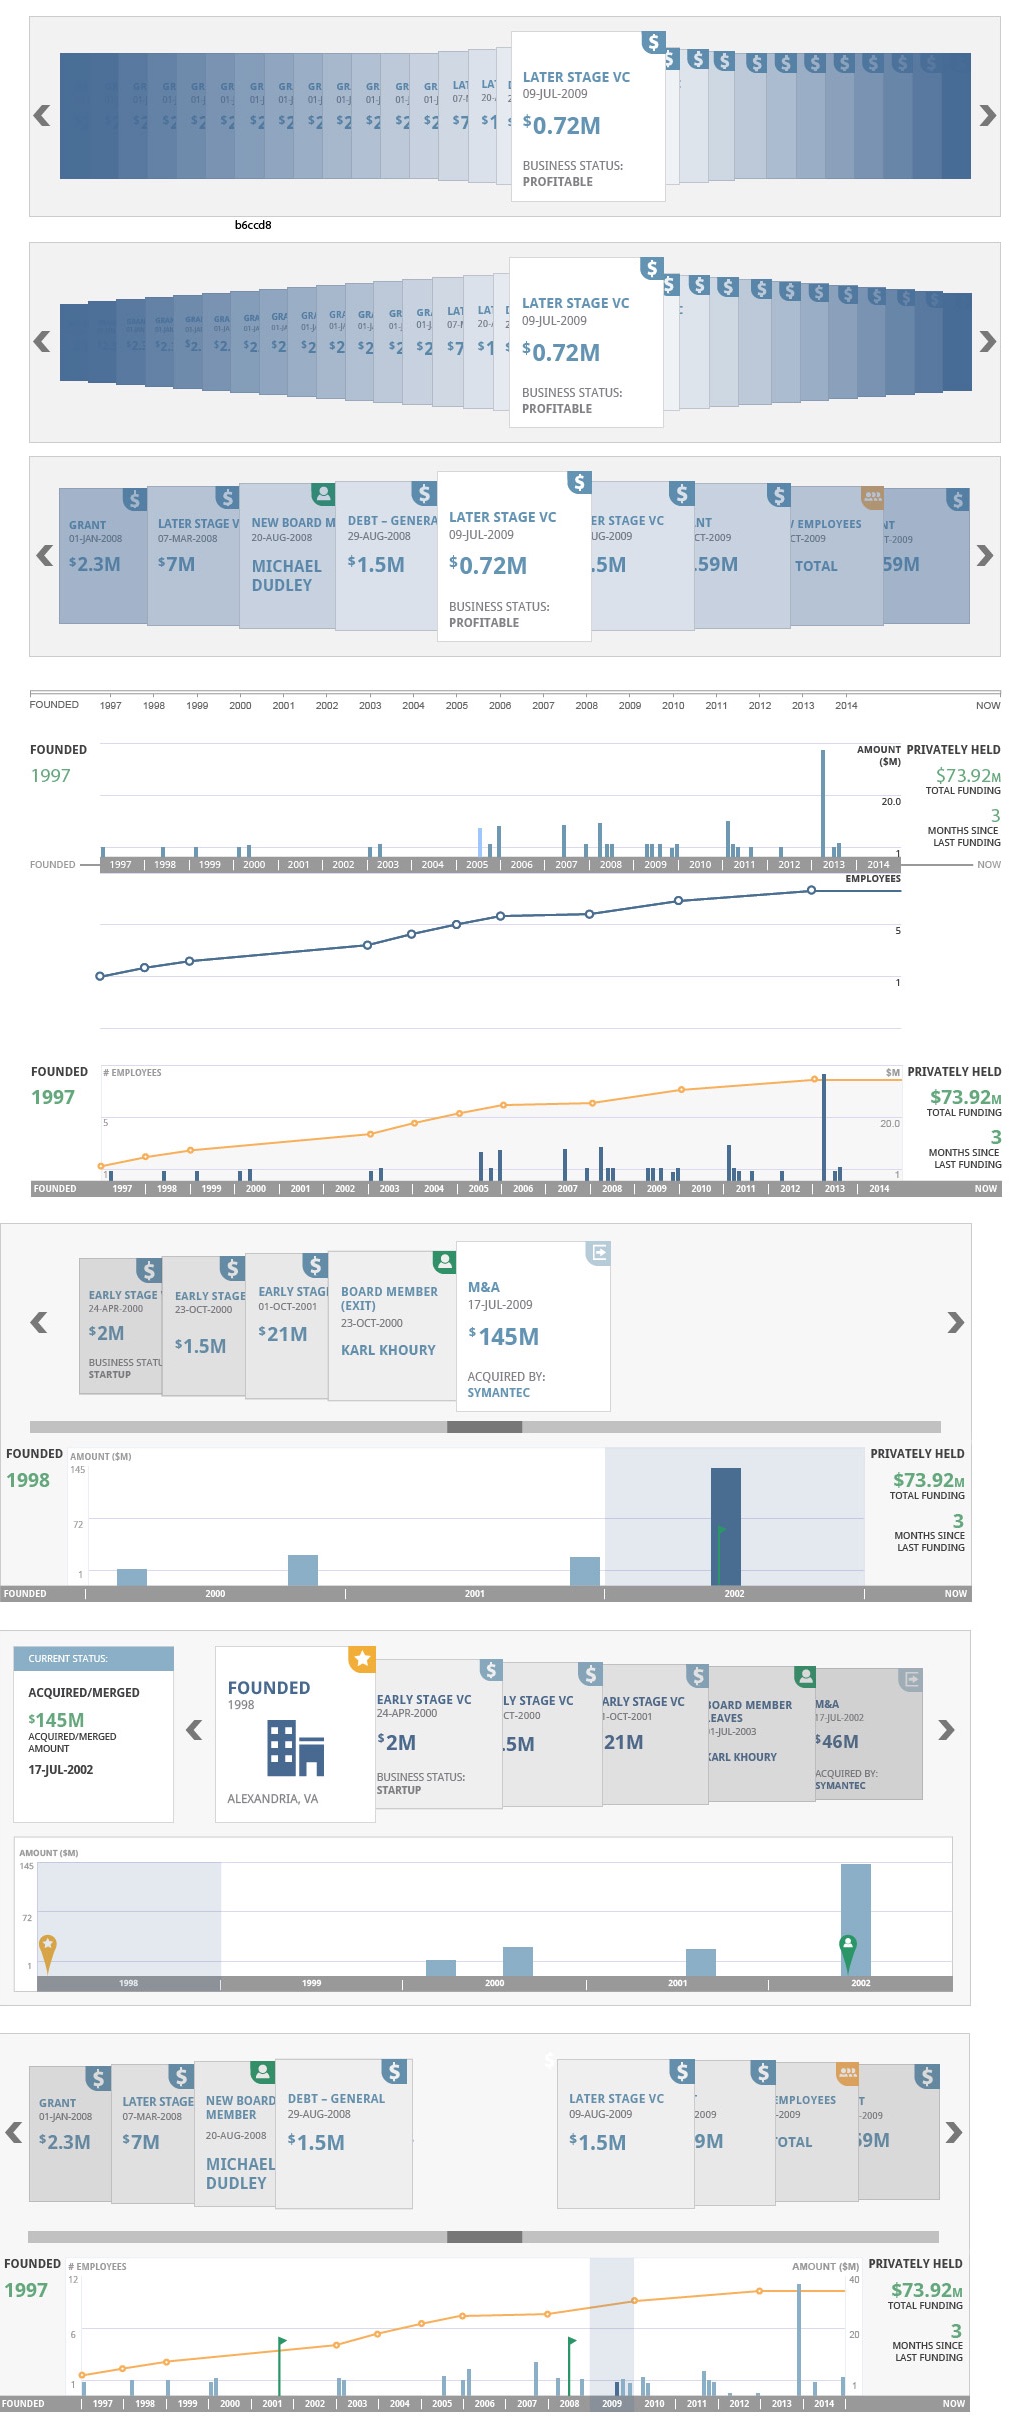 LATER STAGE VC
09-JUL-2009
$0.72M
BUSINESS STATUS:
PROFITABLE
b6ccd8
LATER STAGE VC
09-JUL-2009
$0.72M
BUSINESS STATUS:
PROFITABLE
GRANT
01-JAN-2008
$2.3M
LATER STAGE V
07-MAR-2008
$7M
NEW BOARD M
20-AUG-2008
MICHAEL
DUDLEY
DEBT – GENERA
29-AUG-2008
$1.5M
LATER STAGE VC
09-JUL-2009
$0.72M
BUSINESS STATUS:
PROFITABLE
ER STAGE VC
UG-2009
.5M
NT
CT-2009
.59M
EMPLOYEES
CT-2009
TOTAL
NT
T-2009
59M
FOUNDED 1997 1998 1999 2000 2001 2002 2003 2004 2005 2006 2007 2008 2009 2010 2011 2012 2013 2014 NOW
FOUNDED
1997
AMOUNT
($M)
20.0
1
PRIVATELY HELD
$73.92M
TOTAL FUNDING
3
MONTHS SINCE
LAST FUNDING
FOUNDED 1997 1998 1999 2000 2001 2002 2003 2004 2005 2006 2007 2008 2009 2010 2011 2012 2013 2014 NOW
EMPLOYEES
5
1
FOUNDED
1997
# EMPLOYEES
5
1
$M
20.0
1
PRIVATELY HELD
$73.92M
TOTAL FUNDING
3
MONTHS SINCE
LAST FUNDING
FOUNDED 1997 1998 1999 2000 2001 2002 2003 2004 2005 2006 2007 2008 2009 2010 2011 2012 2013 2014 NOW
EARLY STAGE
24-APR-2000
$2M
BUSINESS STATU
STARTUP
EARLY STAGE
23-OCT-2000
$1.5M
EARLY STAG
01-OCT-2001
$21M
BOARD MEMBER
(EXIT)
23-OCT-2000
KARL KHOURY
M&A
17-JUL-2009
$145M
ACQUIRED BY:
SYMANTEC
FOUNDED
1998
AMOUNT ($M)
145
72
1
PRIVATELY HELD
$73.92M
TOTAL FUNDING
3
MONTHS SINCE
LAST FUNDING
FOUNDED 2000 2001 2002 NOW
CURRENT STATUS:
ACQUIRED/MERGED
$145M
ACQUIRED/MERGED
AMOUNT
17-JUL-2002
FOUNDED
1998
ALEXANDRIA, VA
EARLY STAGE VC
24-APR-2000
$2M
BUSINESS STATUS:
STARTUP
LY STAGE VC
CT-2000
.5M
ARLY STAGE VC
1-OCT-2001
21M
BOARD MEMBER
LEAVES
01-JUL-2003
KARL KHOURY
M&A
17-JUL-2002
$46M
ACQUIRED BY:
SYMANTEC
AMOUNT ($M)
145
72
1
1998 1999 2000 2001 2002
GRANT
01-JAN-2008
$2.3M
LATER STAGE
07-MAR-2008
$7M
NEW BOARD
MEMBER
20-AUG-2008
MICHAEL
DUDLEY
DEBT – GENERAL
29-AUG-2008
$1.5M
LATER STAGE VC
09-AUG-2009
$1.5M
T
2009
9M
EMPLOYEES
-2009
TOTAL
T
-2009
59M
FOUNDED
1997
# EMPLOYEES
12
6
1
AMOUNT ($M)
40
20
1
PRIVATELY HELD
$73.92M
TOTAL FUNDING
3
MONTHS SINCE
LAST FUNDING
FOUNDED 1997 1998 1999 2000 2001 2002 2003 2004 2005 2006 2007 2008 2009 2010 2011 2012 2013 2014 NOW